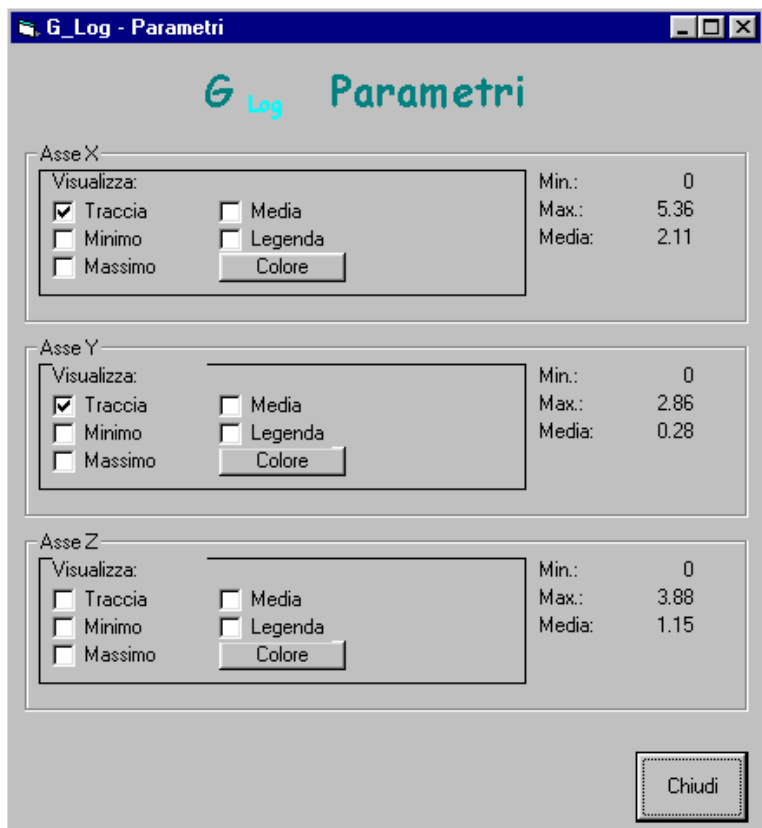 G_Log - Parametri
G Log Parametri
Asse X
Visualizza:
Traccia Media
Minimo Legenda
Massimo Colore
Min.: 0
Max.: 5.36
Media: 2.11
Asse Y
Visualizza:
Traccia Media
Minimo Legenda
Massimo Colore
Min.: 0
Max.: 2.86
Media: 0.28
Asse Z
Visualizza:
Traccia Media
Minimo Legenda
Massimo Colore
Min.: 0
Max.: 3.88
Media: 1.15
Chiudi